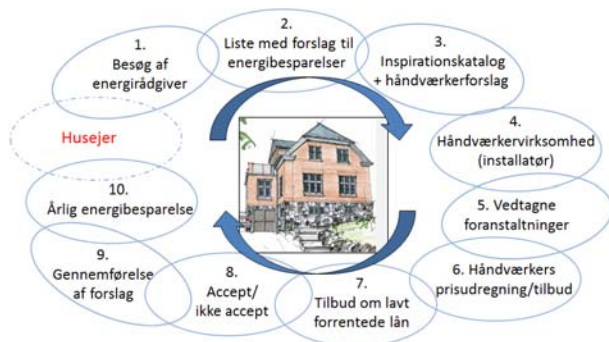 1.
Besøg af
energirådgiver
2.
Liste med forslag til
energibesparelser
3.
Inspirationskatalog
+ håndværkerforslag
4.
Håndværkervirksomhed
(installatør)
5. Vedtagne
foranstaltninger
6. Håndværkers
prisudregning/tilbud
7.
Tilbud om lavt
forrentede lån
8.
Accept/
ikke accept
9.
Gennemførelse
af forslag
10.
Årlig energibesparelse
Husejer